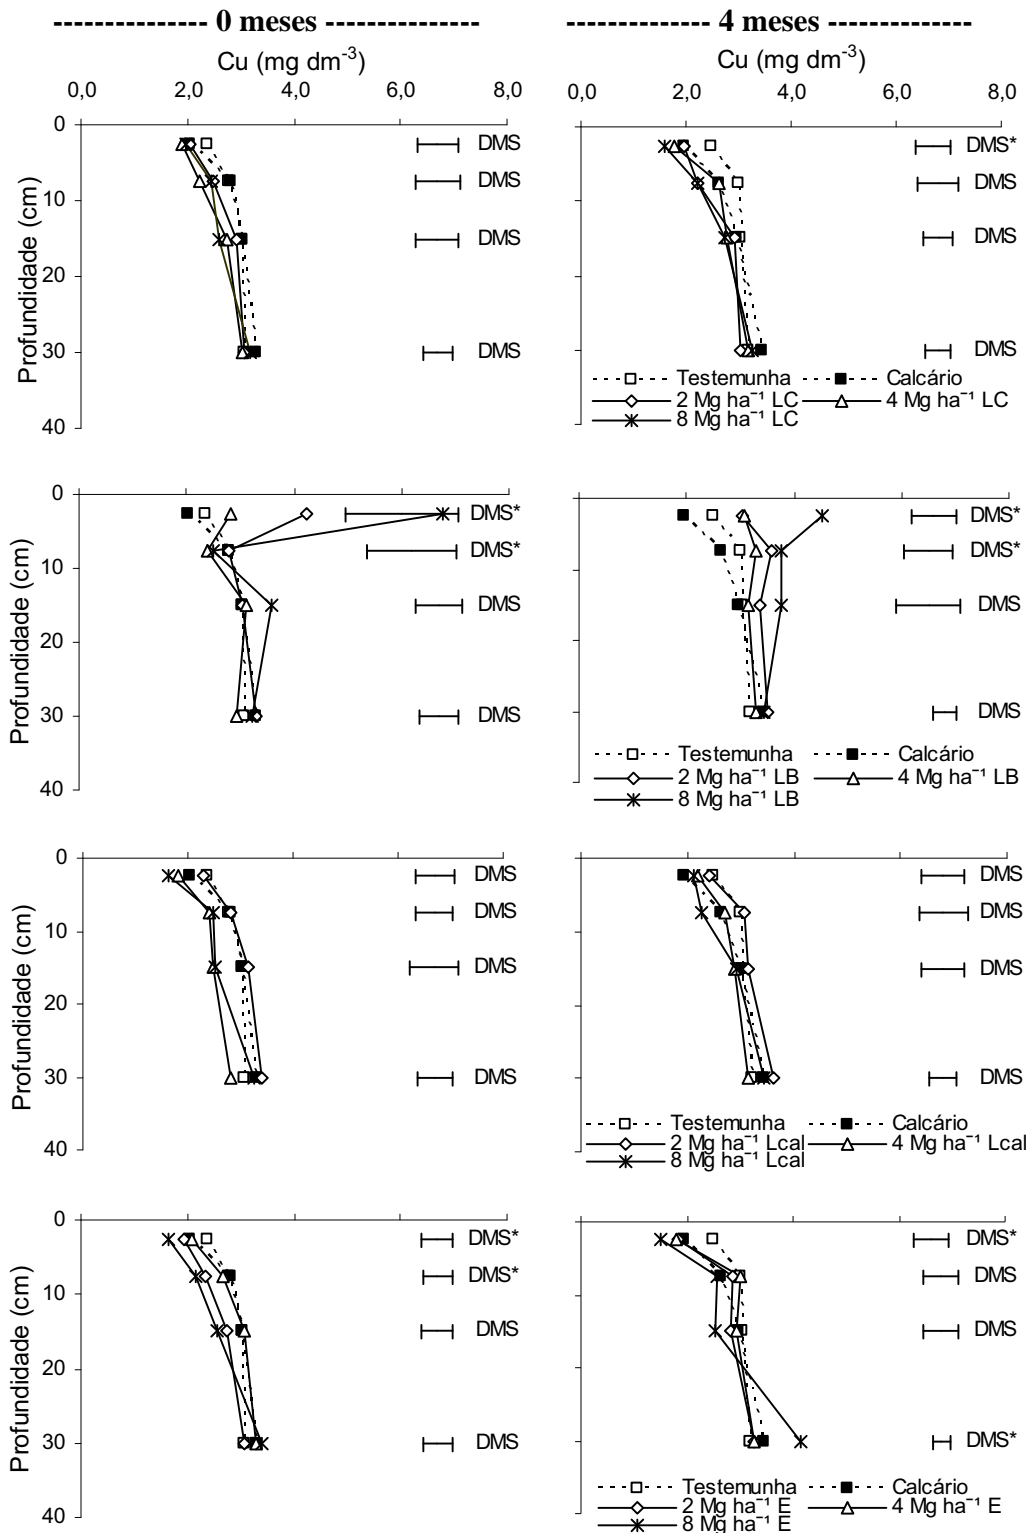 ----------- 0 meses -----------
----------- 4 meses -----------
Cu (mg dm-3)
Cu (mg dm-3)
0,0 2,0 4,0 6,0 8,0
0,0 2,0 4,0 6,0 8,0
Profundidade (cm)
0
10
20
30
40
DMS
DMS
DMS
DMS
DMS*
DMS
DMS
DMS
Testemunha Calcário
2 Mg ha⁻¹ LC 4 Mg ha⁻¹ LC
8 Mg ha⁻¹ LC
Profundidade (cm)
0
10
20
30
40
DMS*
DMS*
DMS
DMS
DMS*
DMS*
DMS
DMS
Testemunha Calcário
2 Mg ha⁻¹ LB 4 Mg ha⁻¹ LB
8 Mg ha⁻¹ LB
Profundidade (cm)
0
10
20
30
40
DMS
DMS
DMS
DMS
DMS
DMS
DMS
DMS
Testemunha Calcário
2 Mg ha⁻¹ Lcal 4 Mg ha⁻¹ Lcal
8 Mg ha⁻¹ Lcal
Profundidade (cm)
0
10
20
30
40
DMS*
DMS*
DMS
DMS
DMS*
DMS
DMS
DMS*
Testemunha Calcário
2 Mg ha⁻¹ E 4 Mg ha⁻¹ E
8 Mg ha⁻¹ E